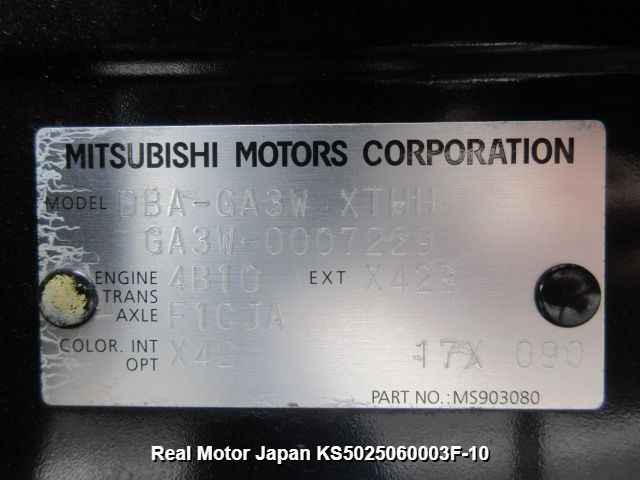 MITSUBISHI MOTORS CORPORATION
MODEL DBA-GA3W XTWH
GA3W-0007229
ENGINE 4B10 EXT X42B
TRANS
AXLE F1CJA
COLOR. INT X42
OPT 17X 090
PART NO.:MS903080
Real Motor Japan KS5025060003F-10